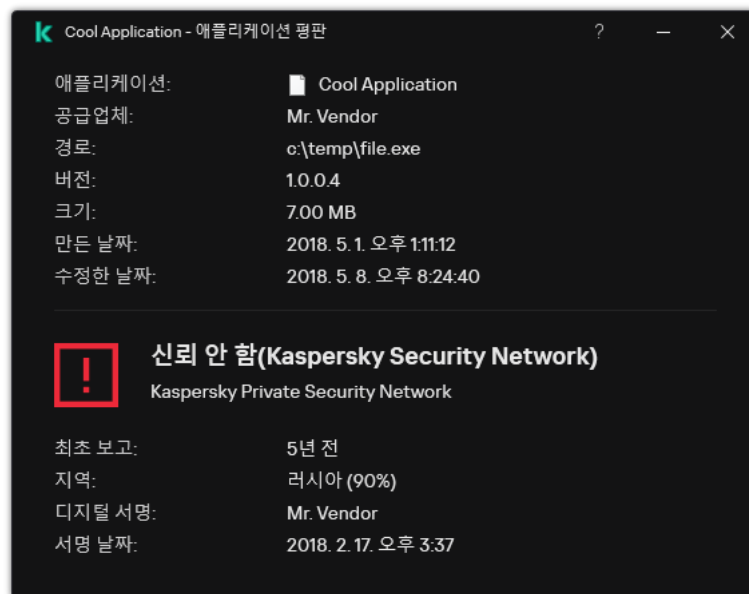 Cool Application - 애플리케이션 평판
애플리케이션: Cool Application
공급업체: Mr. Vendor
경로: c:\temp\file.exe
버전: 1.0.0.4
크기: 7.00 MB
만든 날짜: 2018. 5. 1. 오후 1:11:12
수정한 날짜: 2018. 5. 8. 오후 8:24:40
신뢰 안 함(Kaspersky Security Network)
Kaspersky Private Security Network
최초 보고: 5년 전
지역: 러시아 (90%)
디지털 서명: Mr. Vendor
서명 날짜: 2018. 2. 17. 오후 3:37